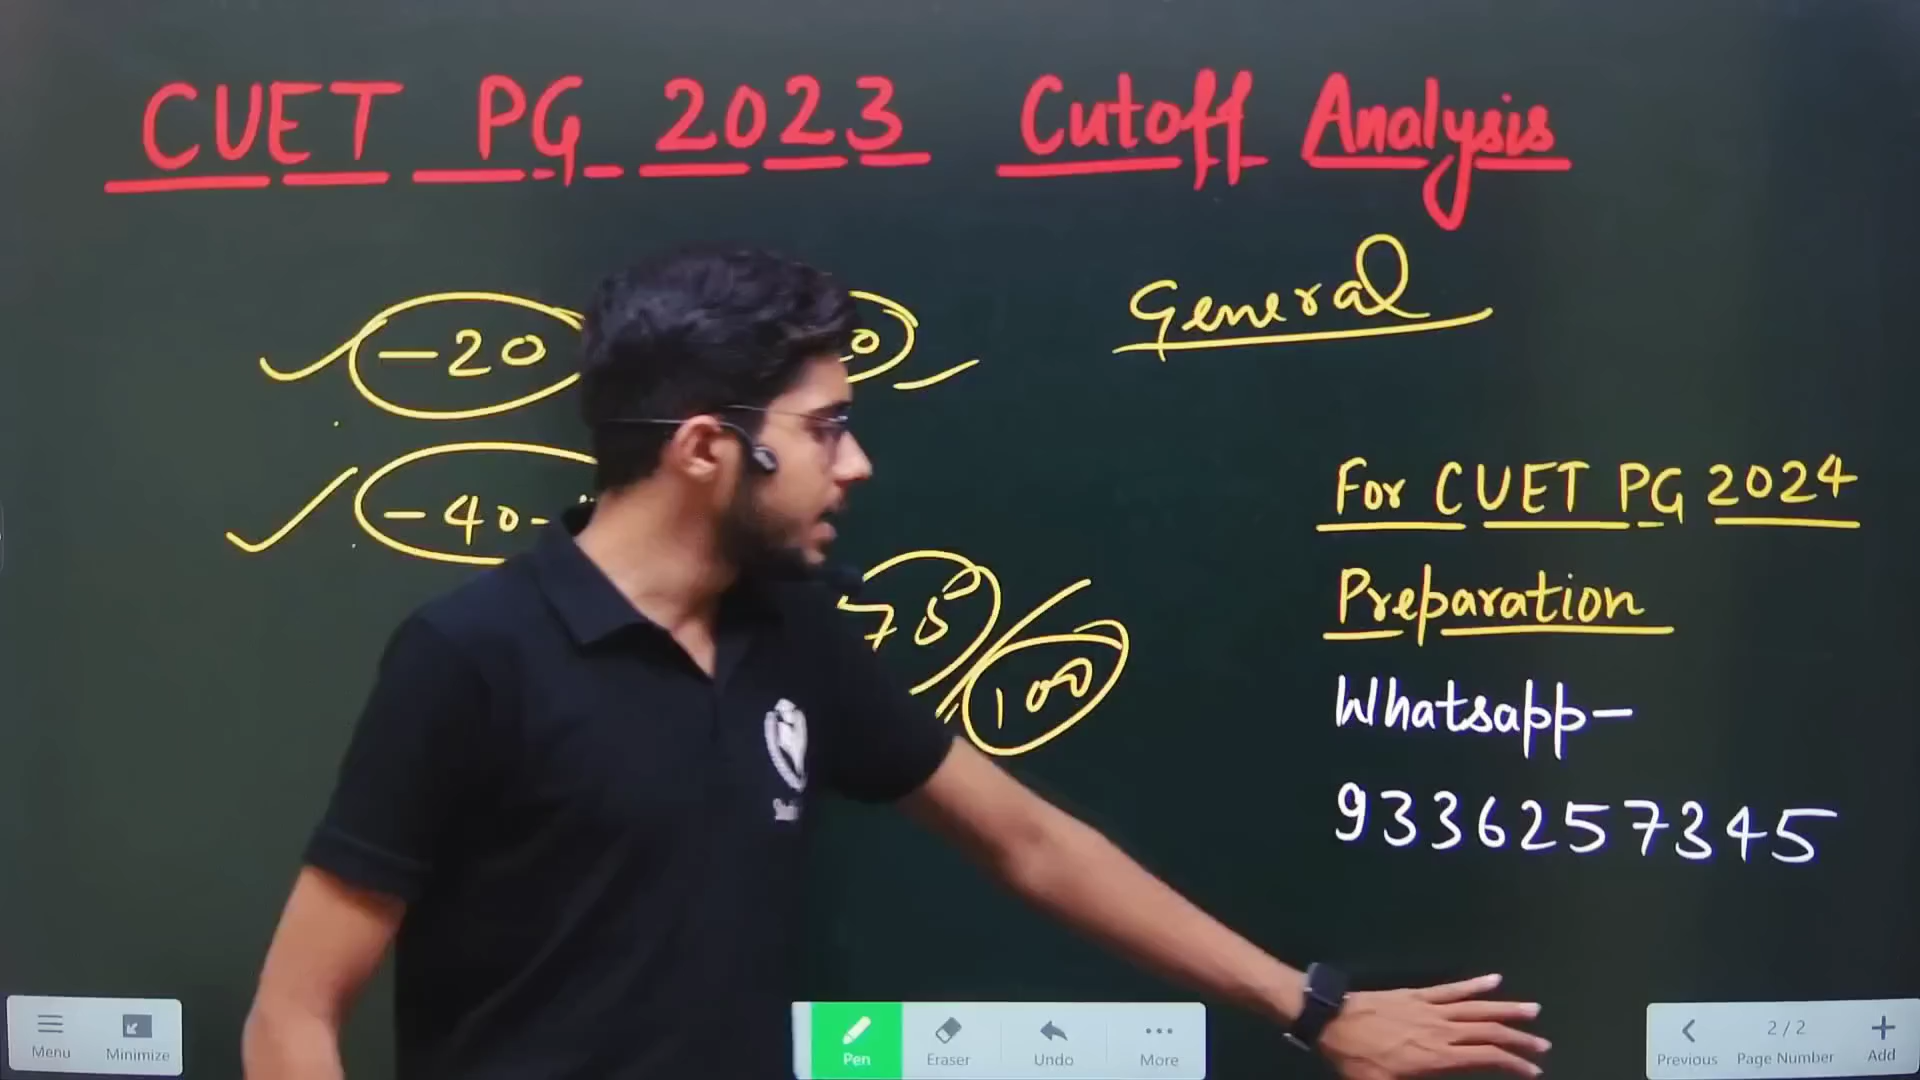 CUET PG 2023 Cutoff Analysis
General
-20
-40-
For CUET PG 2024
Preparation
75
100
Whatsapp-
9336257345
Menu
Minimize
Pen
Eraser
Undo
More
Previous
2/2
Page Number
Add